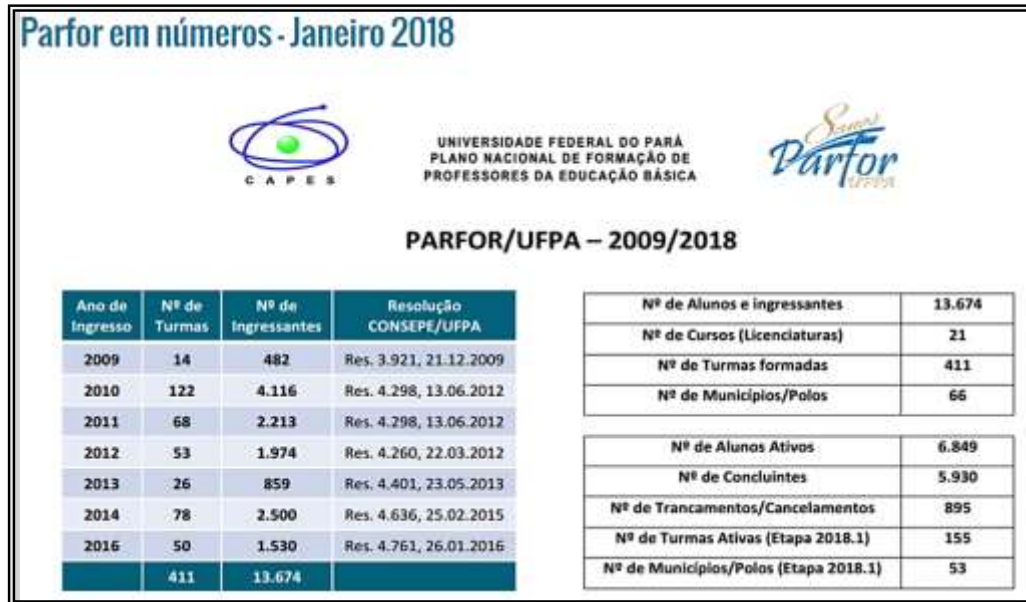 Parfor em números - Janeiro 2018
CAPES
UNIVERSIDADE FEDERAL DO PARÁ
PLANO NACIONAL DE FORMAÇÃO DE
PROFESSORES DA EDUCAÇÃO BÁSICA
8 anos
Parfor
UFPA
PARFOR/UFPA – 2009/2018
Ano de Ingresso Nº de Turmas Nº de Ingressantes Resolução CONSEPE/UFPA
2009 14 482 Res. 3.921, 21.12.2009
2010 122 4.116 Res. 4.298, 13.06.2012
2011 68 2.213 Res. 4.298, 13.06.2012
2012 53 1.974 Res. 4.260, 22.03.2012
2013 26 859 Res. 4.401, 23.05.2013
2014 78 2.500 Res. 4.636, 25.02.2015
2016 50 1.530 Res. 4.761, 26.01.2016
411 13.674
Nº de Alunos e ingressantes 13.674
Nº de Cursos (Licenciaturas) 21
Nº de Turmas formadas 411
Nº de Municípios/Polos 66
Nº de Alunos Ativos 6.849
Nº de Concluintes 5.930
Nº de Trancamentos/Cancelamentos 895
Nº de Turmas Ativas (Etapa 2018.1) 155
Nº de Municípios/Polos (Etapa 2018.1) 53